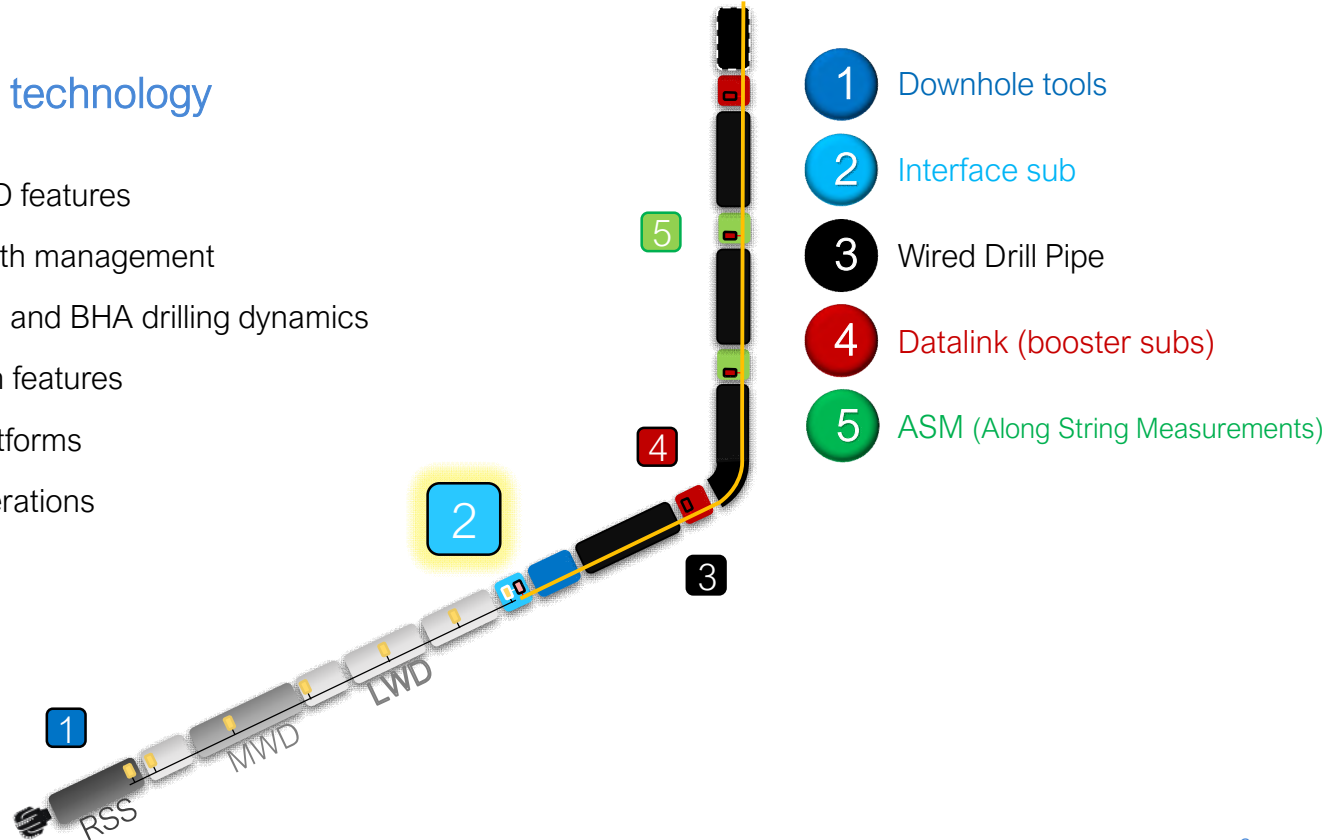 technology
features
th management
and BHA drilling dynamics
features
tforms
erations
1 Downhole tools
2 Interface sub
3 Wired Drill Pipe
4 Datalink (booster subs)
5 ASM (Along String Measurements)
5
4
2
3
LWD
1
MWD
RSS